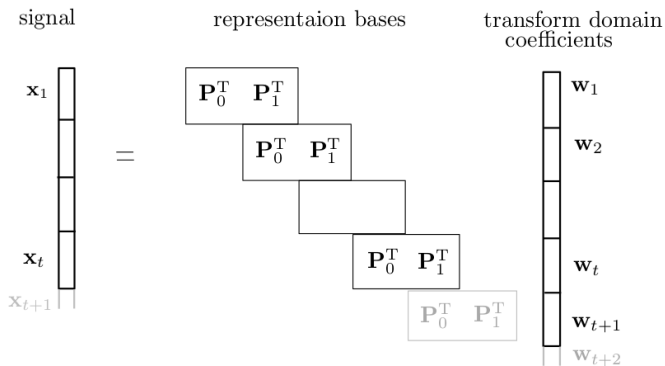 signal representaion bases transform domain
coefficients
𝐱₁ 𝐏₀ᵀ 𝐏₁ᵀ 𝐰₁
= 𝐏₀ᵀ 𝐏₁ᵀ 𝐰₂
𝐱ₜ 𝐏₀ᵀ 𝐏₁ᵀ 𝐰ₜ
𝐱ₜ₊₁ 𝐏₀ᵀ 𝐏₁ᵀ 𝐰ₜ₊₁
𝐰ₜ₊₂